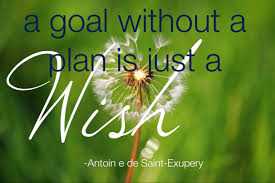 a goal without a
plan is just a
Wish
-Antoin e de Saint-Exupery